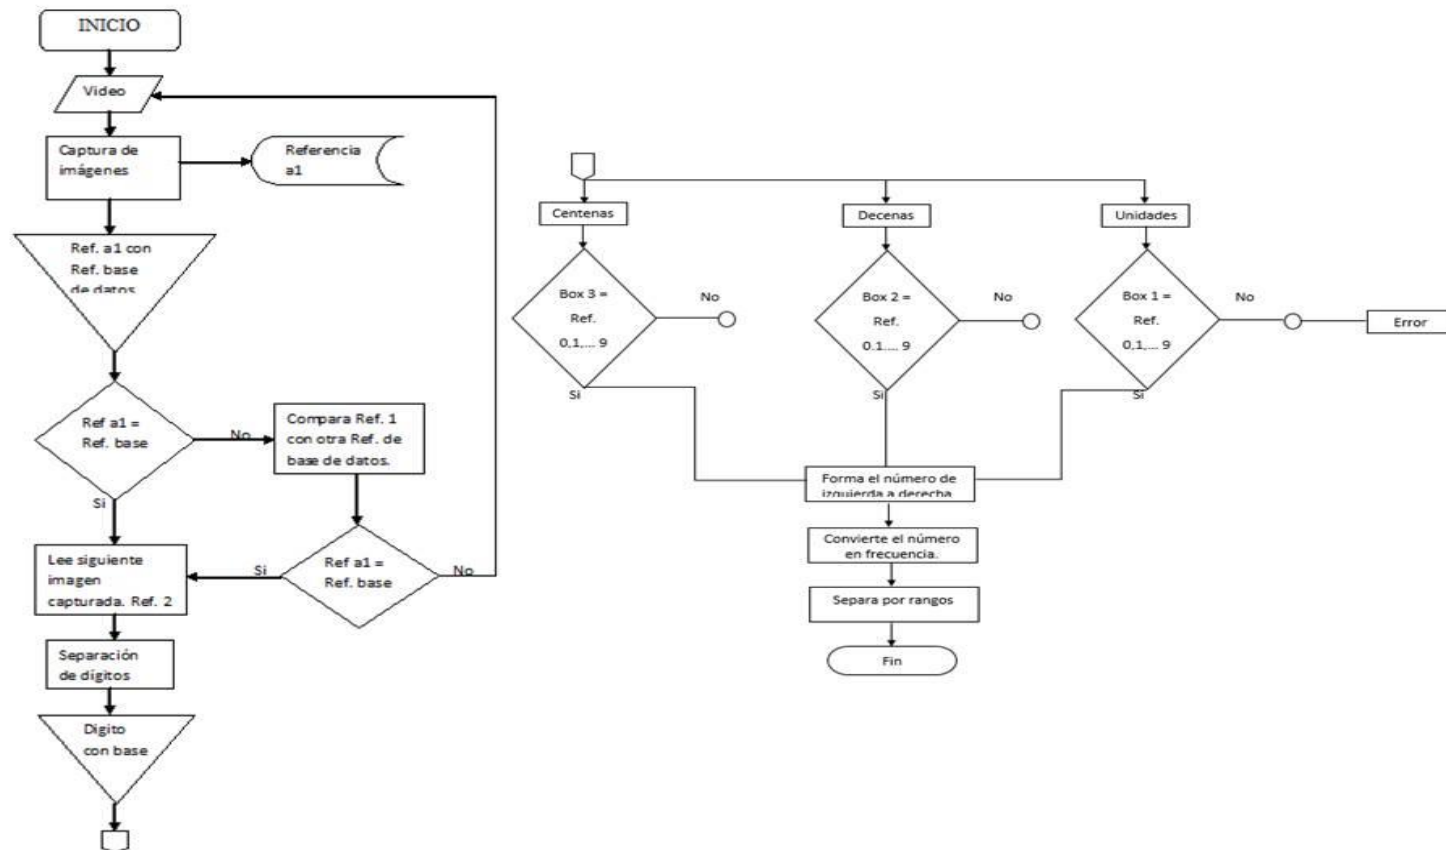 INICIO
Video
Captura de
imágenes
Referencia
a1
Ref. a1 con
Ref. base
de datos
Ref a1 =
Ref. base
No
Si
Compara Ref. 1
con otra Ref. de
base de datos.
Ref a1 =
Ref. base
Si
No
Lee siguiente
imagen
capturada. Ref. 2
Separación
de dígitos
Digito
con base
Centenas
Decenas
Unidades
Box 3 =
Ref.
0,1,... 9
No
Si
Box 2 =
Ref.
0.1.... 9
No
Si
Box 1 =
Ref.
0,1,... 9
No
Si
Error
Forma el número de
izquierda a derecha
Convierte el número
en frecuencia.
Separa por rangos
Fin